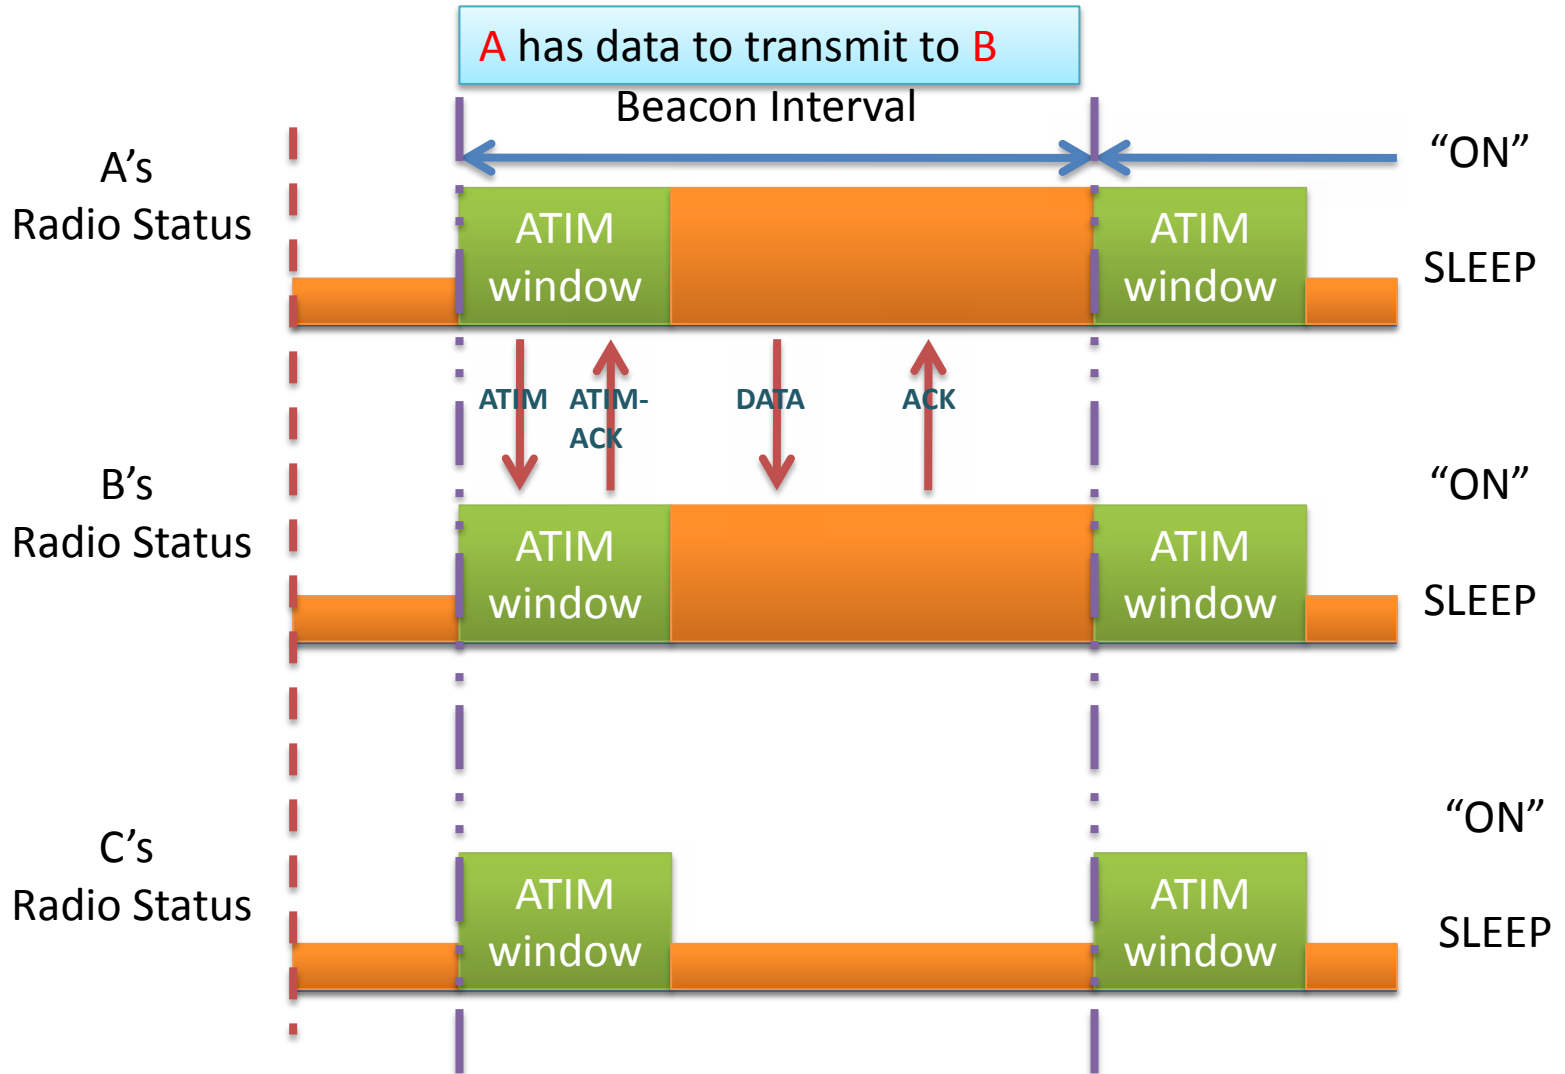 A has data to transmit to B
Beacon Interval
A’s
Radio Status
“ON”
SLEEP
ATIM
window
ATIM
window
ATIM
ATIM-
ACK
DATA
ACK
B’s
Radio Status
“ON”
SLEEP
ATIM
window
ATIM
window
C’s
Radio Status
“ON”
SLEEP
ATIM
window
ATIM
window